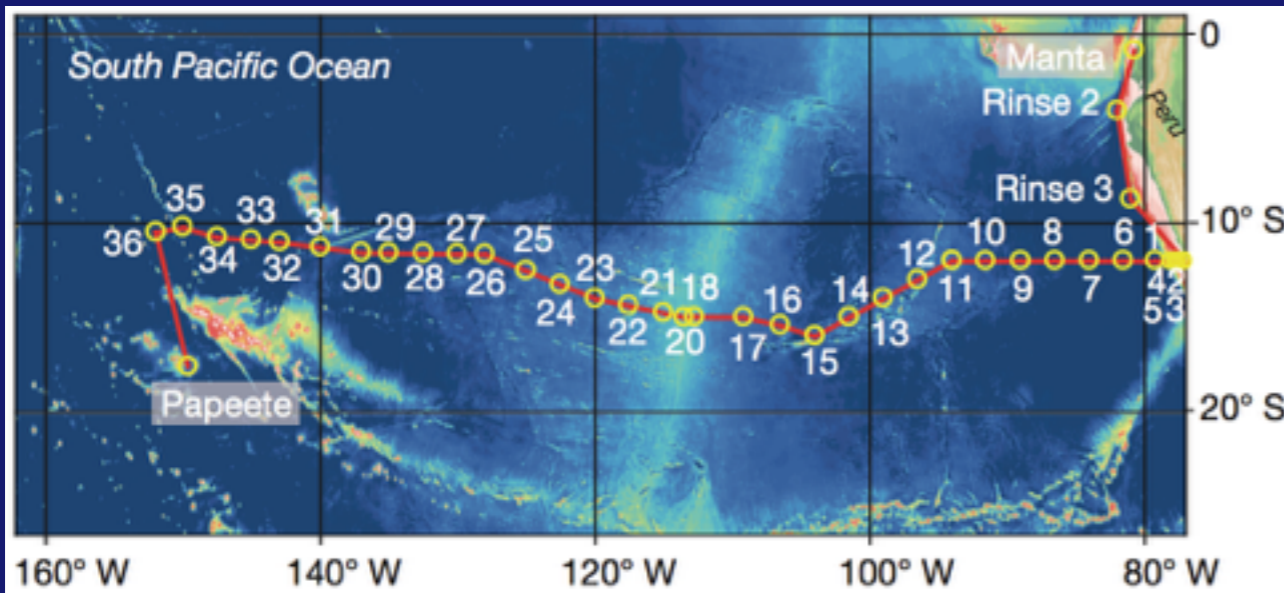 South Pacific Ocean
0
Manta
Rinse 2
Peru
Rinse 3
10° S
35 33 31 29 27 25 23 21 18 16 14 12 10 8 6 1
36 34 32 30 28 26 24 22 20 17 15 13 11 9 7 42
53
Papeete
20° S
160° W 140° W 120° W 100° W 80° W